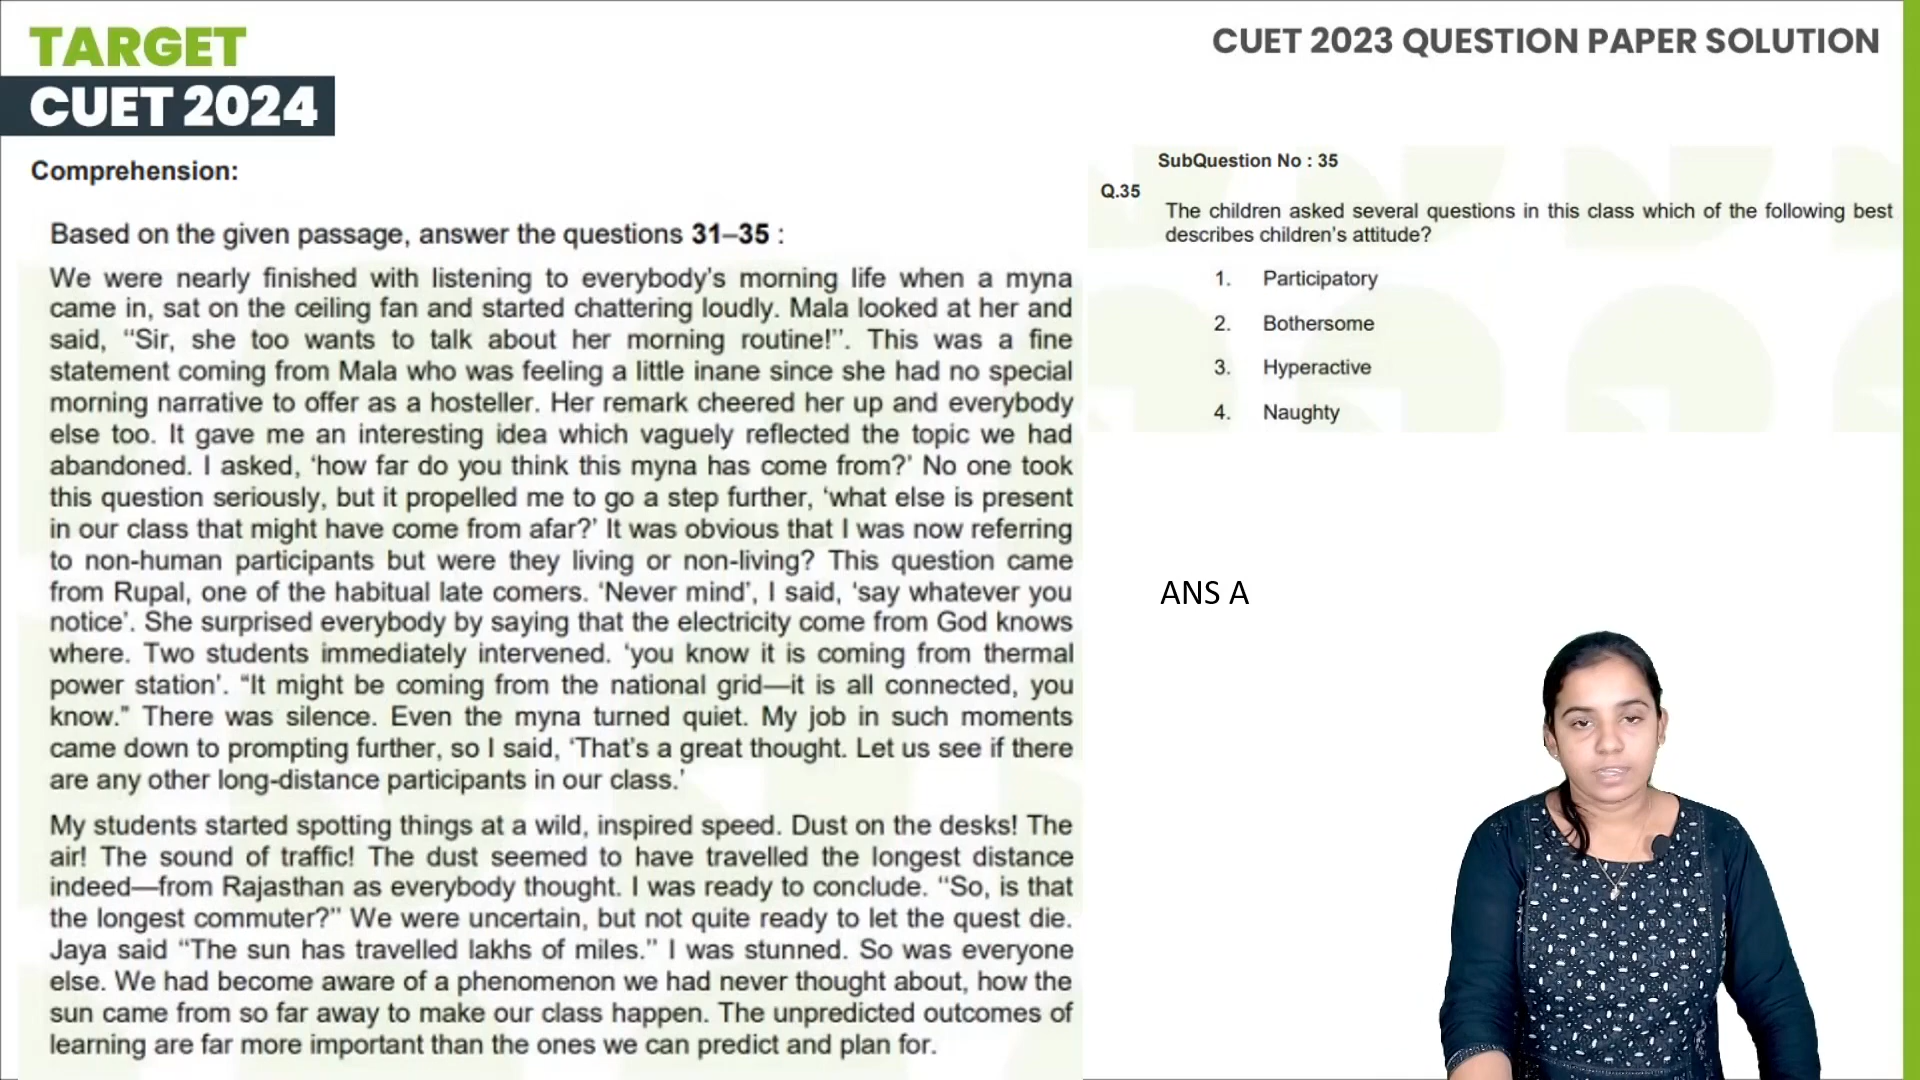 TARGET
CUET 2024
CUET 2023 QUESTION PAPER SOLUTION
Comprehension:
Based on the given passage, answer the questions 31–35 :
We were nearly finished with listening to everybody's morning life when a myna
came in, sat on the ceiling fan and started chattering loudly. Mala looked at her and
said, “Sir, she too wants to talk about her morning routine!”. This was a fine
statement coming from Mala who was feeling a little inane since she had no special
morning narrative to offer as a hosteller. Her remark cheered her up and everybody
else too. It gave me an interesting idea which vaguely reflected the topic we had
abandoned. I asked, ‘how far do you think this myna has come from?’ No one took
this question seriously, but it propelled me to go a step further, ‘what else is present
in our class that might have come from afar?’ It was obvious that I was now referring
to non-human participants but were they living or non-living? This question came
from Rupal, one of the habitual late comers. ‘Never mind’, I said, ‘say whatever you
notice’. She surprised everybody by saying that the electricity come from God knows
where. Two students immediately intervened. ‘you know it is coming from thermal
power station’. “It might be coming from the national grid—it is all connected, you
know.” There was silence. Even the myna turned quiet. My job in such moments
came down to prompting further, so I said, ‘That’s a great thought. Let us see if there
are any other long-distance participants in our class.’
My students started spotting things at a wild, inspired speed. Dust on the desks! The
air! The sound of traffic! The dust seemed to have travelled the longest distance
indeed—from Rajasthan as everybody thought. I was ready to conclude. “So, is that
the longest commuter?” We were uncertain, but not quite ready to let the quest die.
Jaya said “The sun has travelled lakhs of miles.” I was stunned. So was everyone
else. We had become aware of a phenomenon we had never thought about, how the
sun came from so far away to make our class happen. The unpredicted outcomes of
learning are far more important than the ones we can predict and plan for.
SubQuestion No : 35
Q.35
The children asked several questions in this class which of the following best
describes children's attitude?
1. Participatory
2. Bothersome
3. Hyperactive
4. Naughty
ANS A